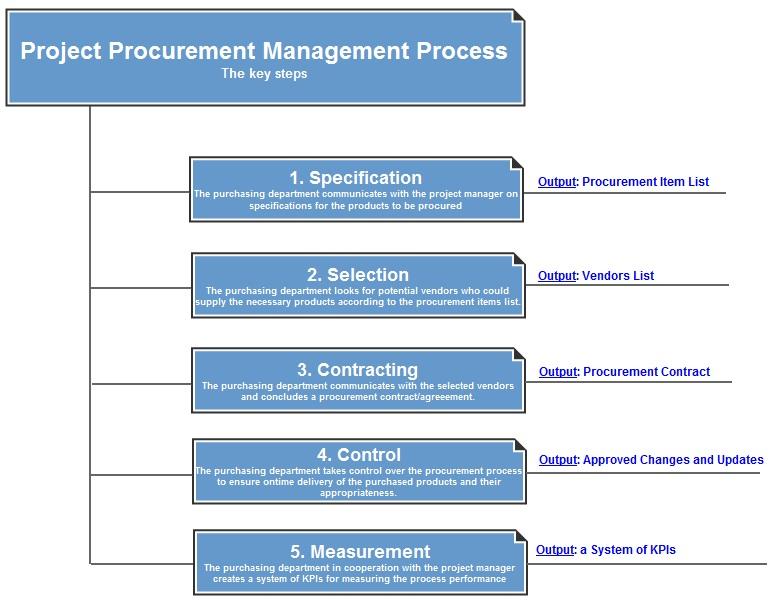 Project Procurement Management Process
The key steps
1. Specification
The purchasing department communicates with the project manager on
specifications for the products to be procured
Output: Procurement Item List
2. Selection
The purchasing department looks for potential vendors who could
supply the necessary products according to the procurement items list.
Output: Vendors List
3. Contracting
The purchasing department communicates with the selected vendors
and concludes a procurement contract/agreeement.
Output: Procurement Contract
4. Control
The purchasing department takes control over the procurement process
to ensure ontime delivery of the purchased products and their
appropriateness.
Output: Approved Changes and Updates
5. Measurement
The purchasing department in cooperation with the project manager
creates a system of KPIs for measuring the process performance
Output: a System of KPIs